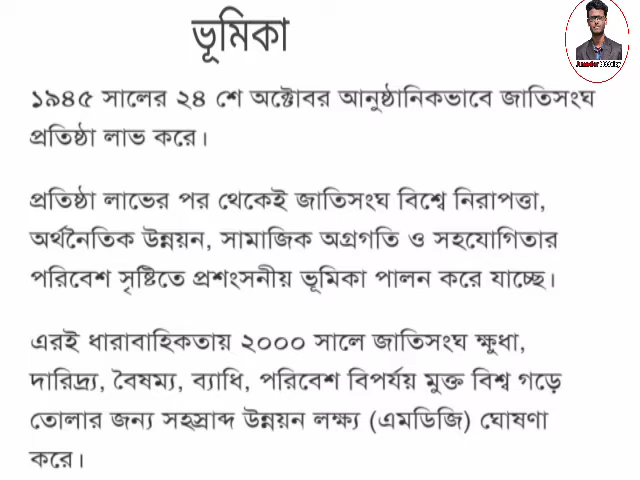 ভূমিকা
১৯৪৫ সালের ২৪ শে অক্টোবর আনুষ্ঠানিকভাবে জাতিসংঘ
প্রতিষ্ঠা লাভ করে।
প্রতিষ্ঠা লাভের পর থেকেই জাতিসংঘ বিশ্বে নিরাপত্তা,
অর্থনৈতিক উন্নয়ন, সামাজিক অগ্রগতি ও সহযোগিতার
পরিবেশ সৃষ্টিতে প্রশংসনীয় ভূমিকা পালন করে যাচ্ছে।
এরই ধারাবাহিকতায় ২০০০ সালে জাতিসংঘ ক্ষুধা,
দারিদ্র্য, বৈষম্য, ব্যাধি, পরিবেশ বিপর্যয় মুক্ত বিশ্ব গড়ে
তোলার জন্য সহস্রাব্দ উন্নয়ন লক্ষ্য (এমডিজি) ঘোষণা
করে।